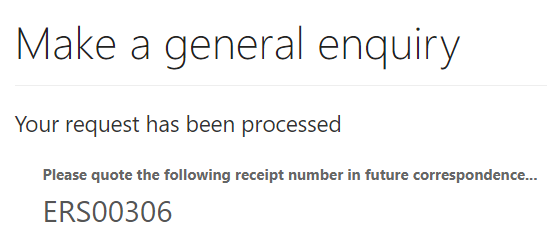 Make a general enquiry
Your request has been processed
Please quote the following receipt number in future correspondence...
ERS00306